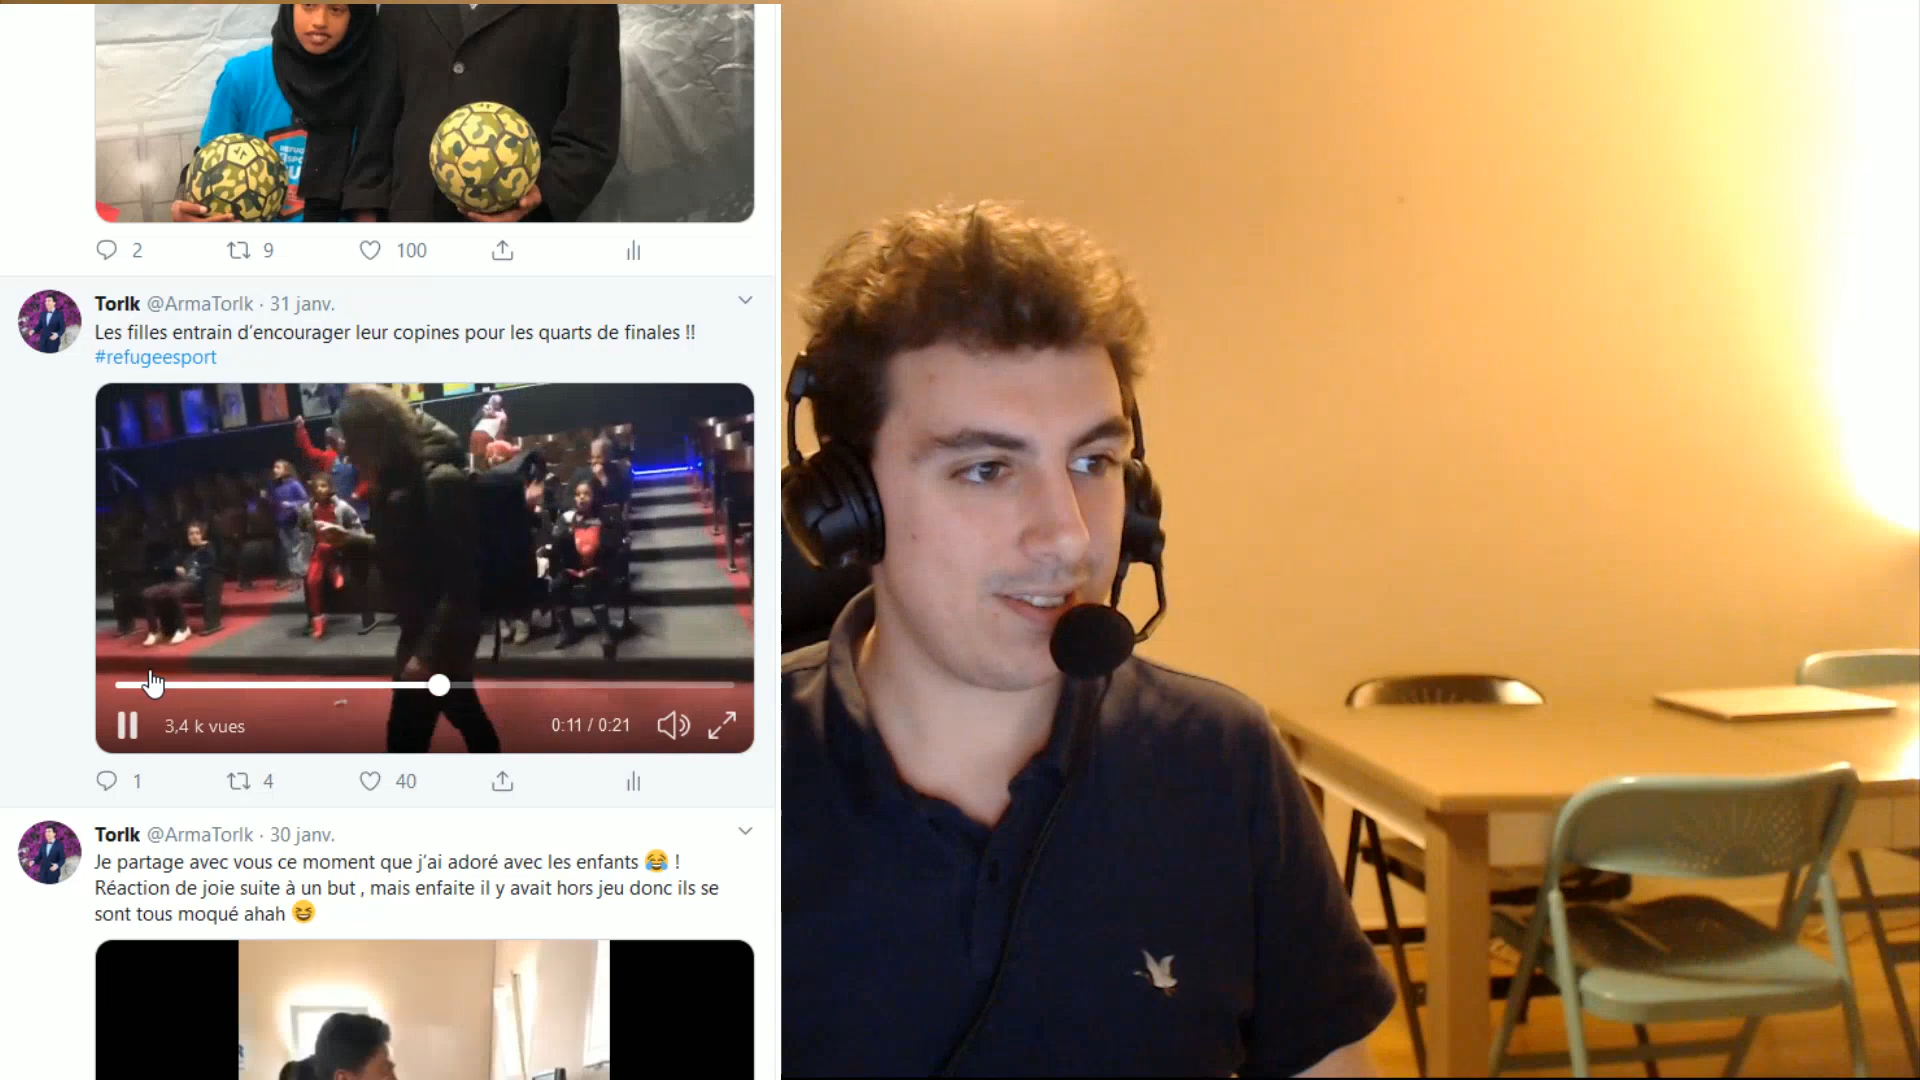 REFUG
ESPO
2
9
100
Torlk @ArmaTorlk · 31 janv.
Les filles entrain d’encourager leur copines pour les quarts de finales !!
#refugeesport
3,4 k vues
0:11 / 0:21
1
4
40
Torlk @ArmaTorlk · 30 janv.
Je partage avec vous ce moment que j’ai adoré avec les enfants 😂 !
Réaction de joie suite à un but , mais enfaite il y avait hors jeu donc ils se
sont tous moqué ahah 😆